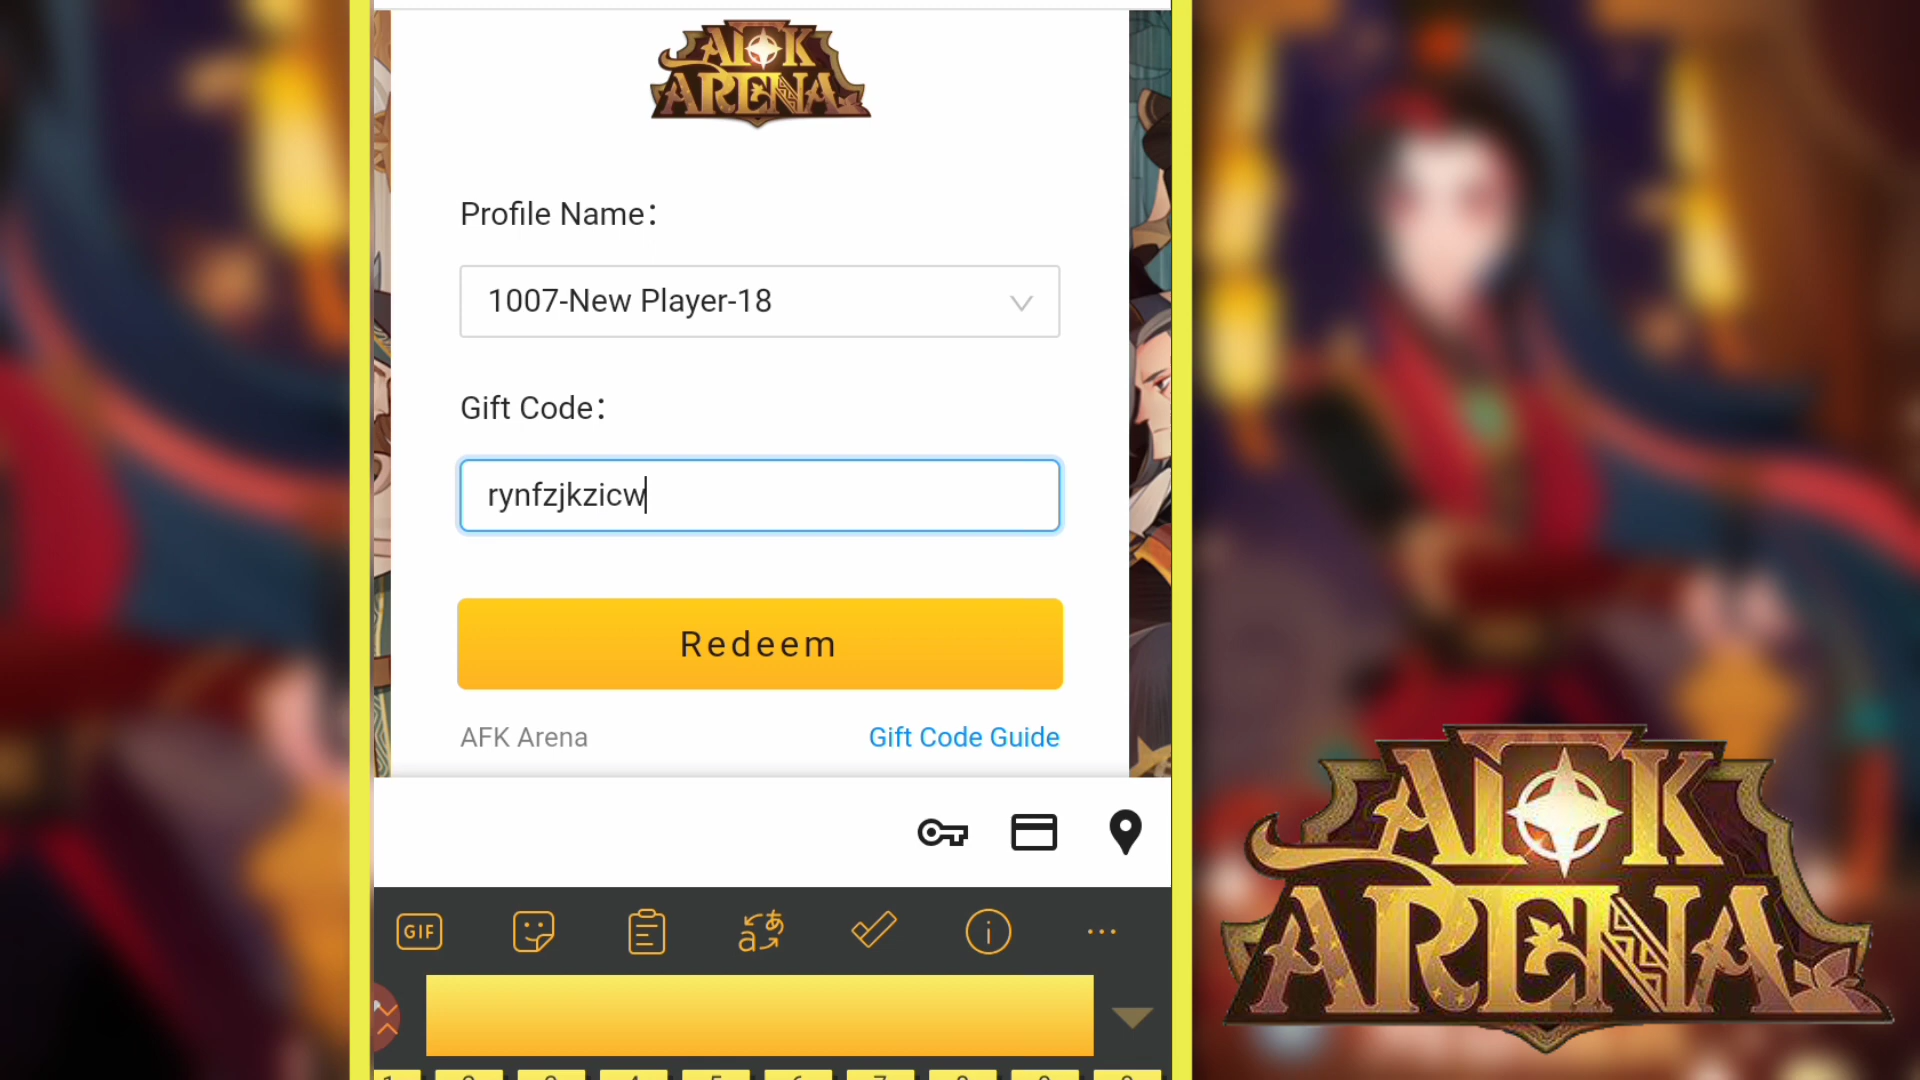 AFK
ARENA
Profile Name:
1007-New Player-18
Gift Code:
rynfzjkzicw
Redeem
AFK Arena
Gift Code Guide
GIF
AFK
ARENA